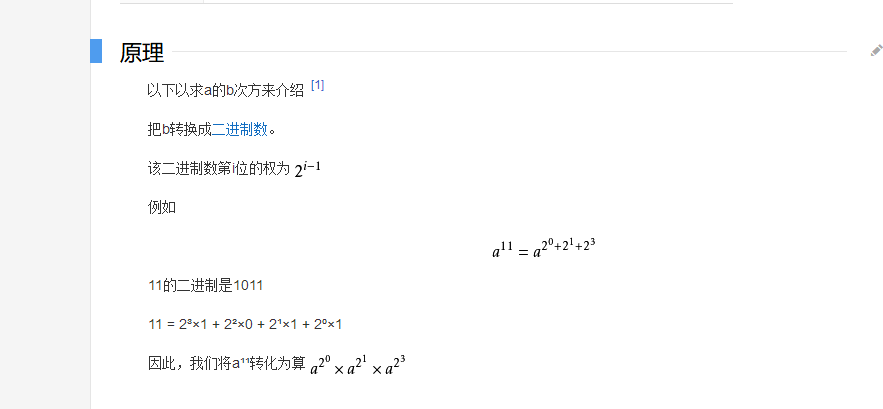 原理
以下以求a的b次方来介绍 [1]
把b转换成二进制数。
该二进制数第i位的权为 2^{i−1}
例如
a^{11} = a^{2^0+2^1+2^3}
11的二进制是1011
11 = 2³×1 + 2²×0 + 2¹×1 + 2º×1
因此，我们将a¹¹转化为算 a^{2^0} × a^{2^1} × a^{2^3}